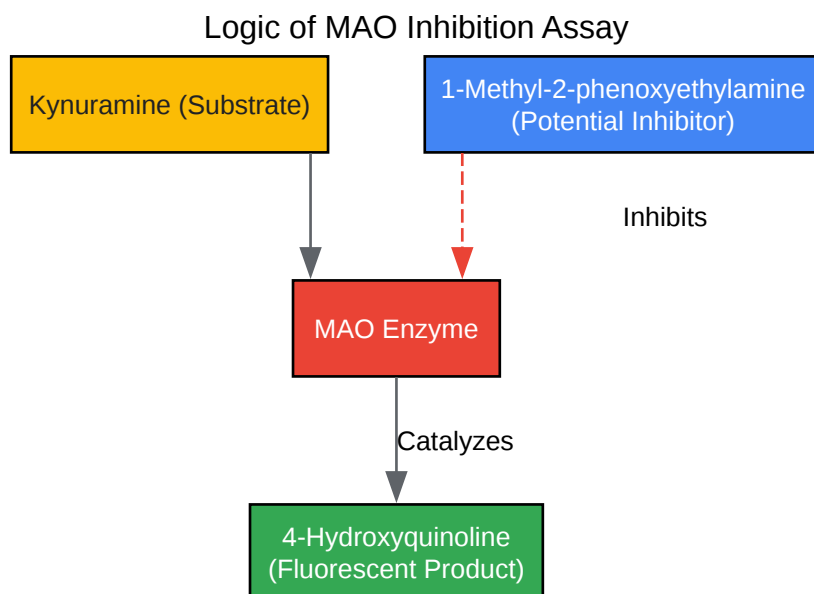 Logic of MAO Inhibition Assay
Kynuramine (Substrate)
1-Methyl-2-phenoxyethylamine
(Potential Inhibitor)
Inhibits
MAO Enzyme
Catalyzes
4-Hydroxyquinoline
(Fluorescent Product)